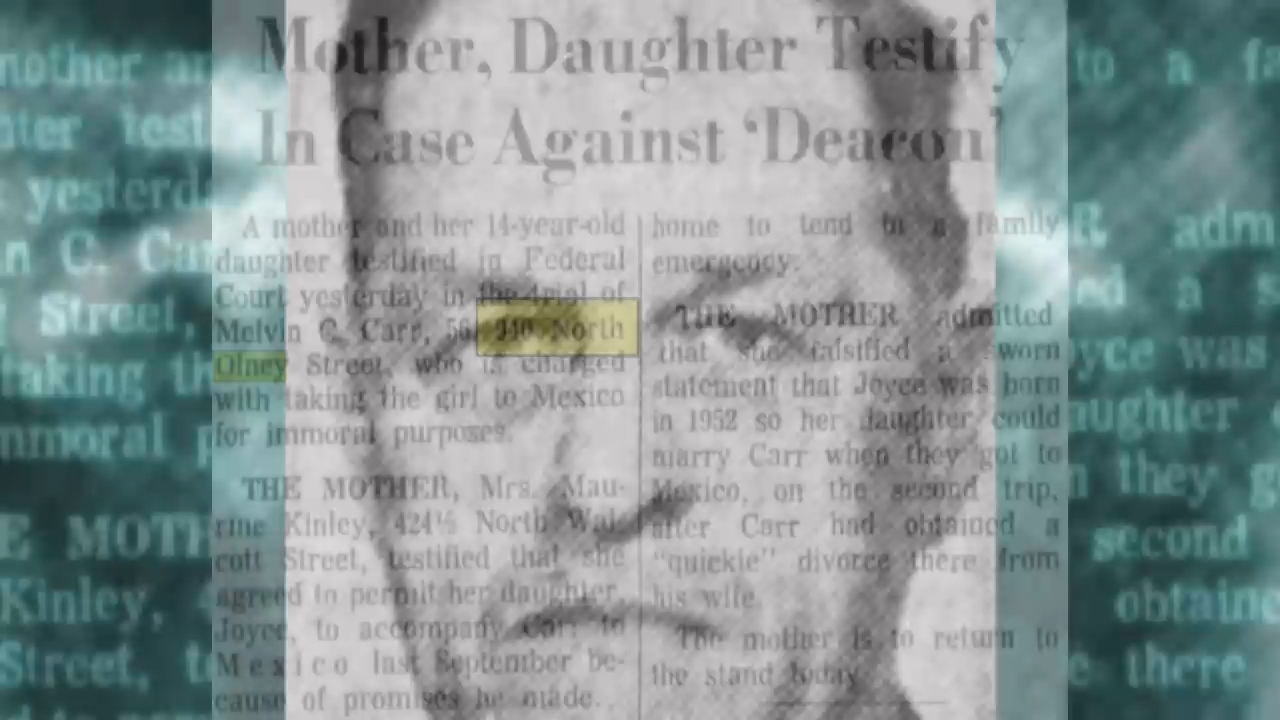 Mother, Daughter Testify
In Case Against 'Deacon'
A mother and her 14-year-old
daughter testified in Federal
Court yesterday in the trial of
Melvin C. Carr, 56, 940 North
Olney Street, who is charged
with taking the girl to Mexico
for immoral purposes.
THE MOTHER, Mrs. Mau-
rine Kinley, 424½ North Wal-
cott Street, testified that she
agreed to permit her daughter,
Joyce, to accompany Carr to
Mexico last September be-
cause of promises he made.
home to tend to a family
emergency.
THE MOTHER admitted
that she falsified a sworn
statement that Joyce was born
in 1952 so her daughter could
marry Carr when they got to
Mexico, on the second trip,
after Carr had obtained a
"quickie" divorce there from
his wife.
The mother is to return to
the stand today.